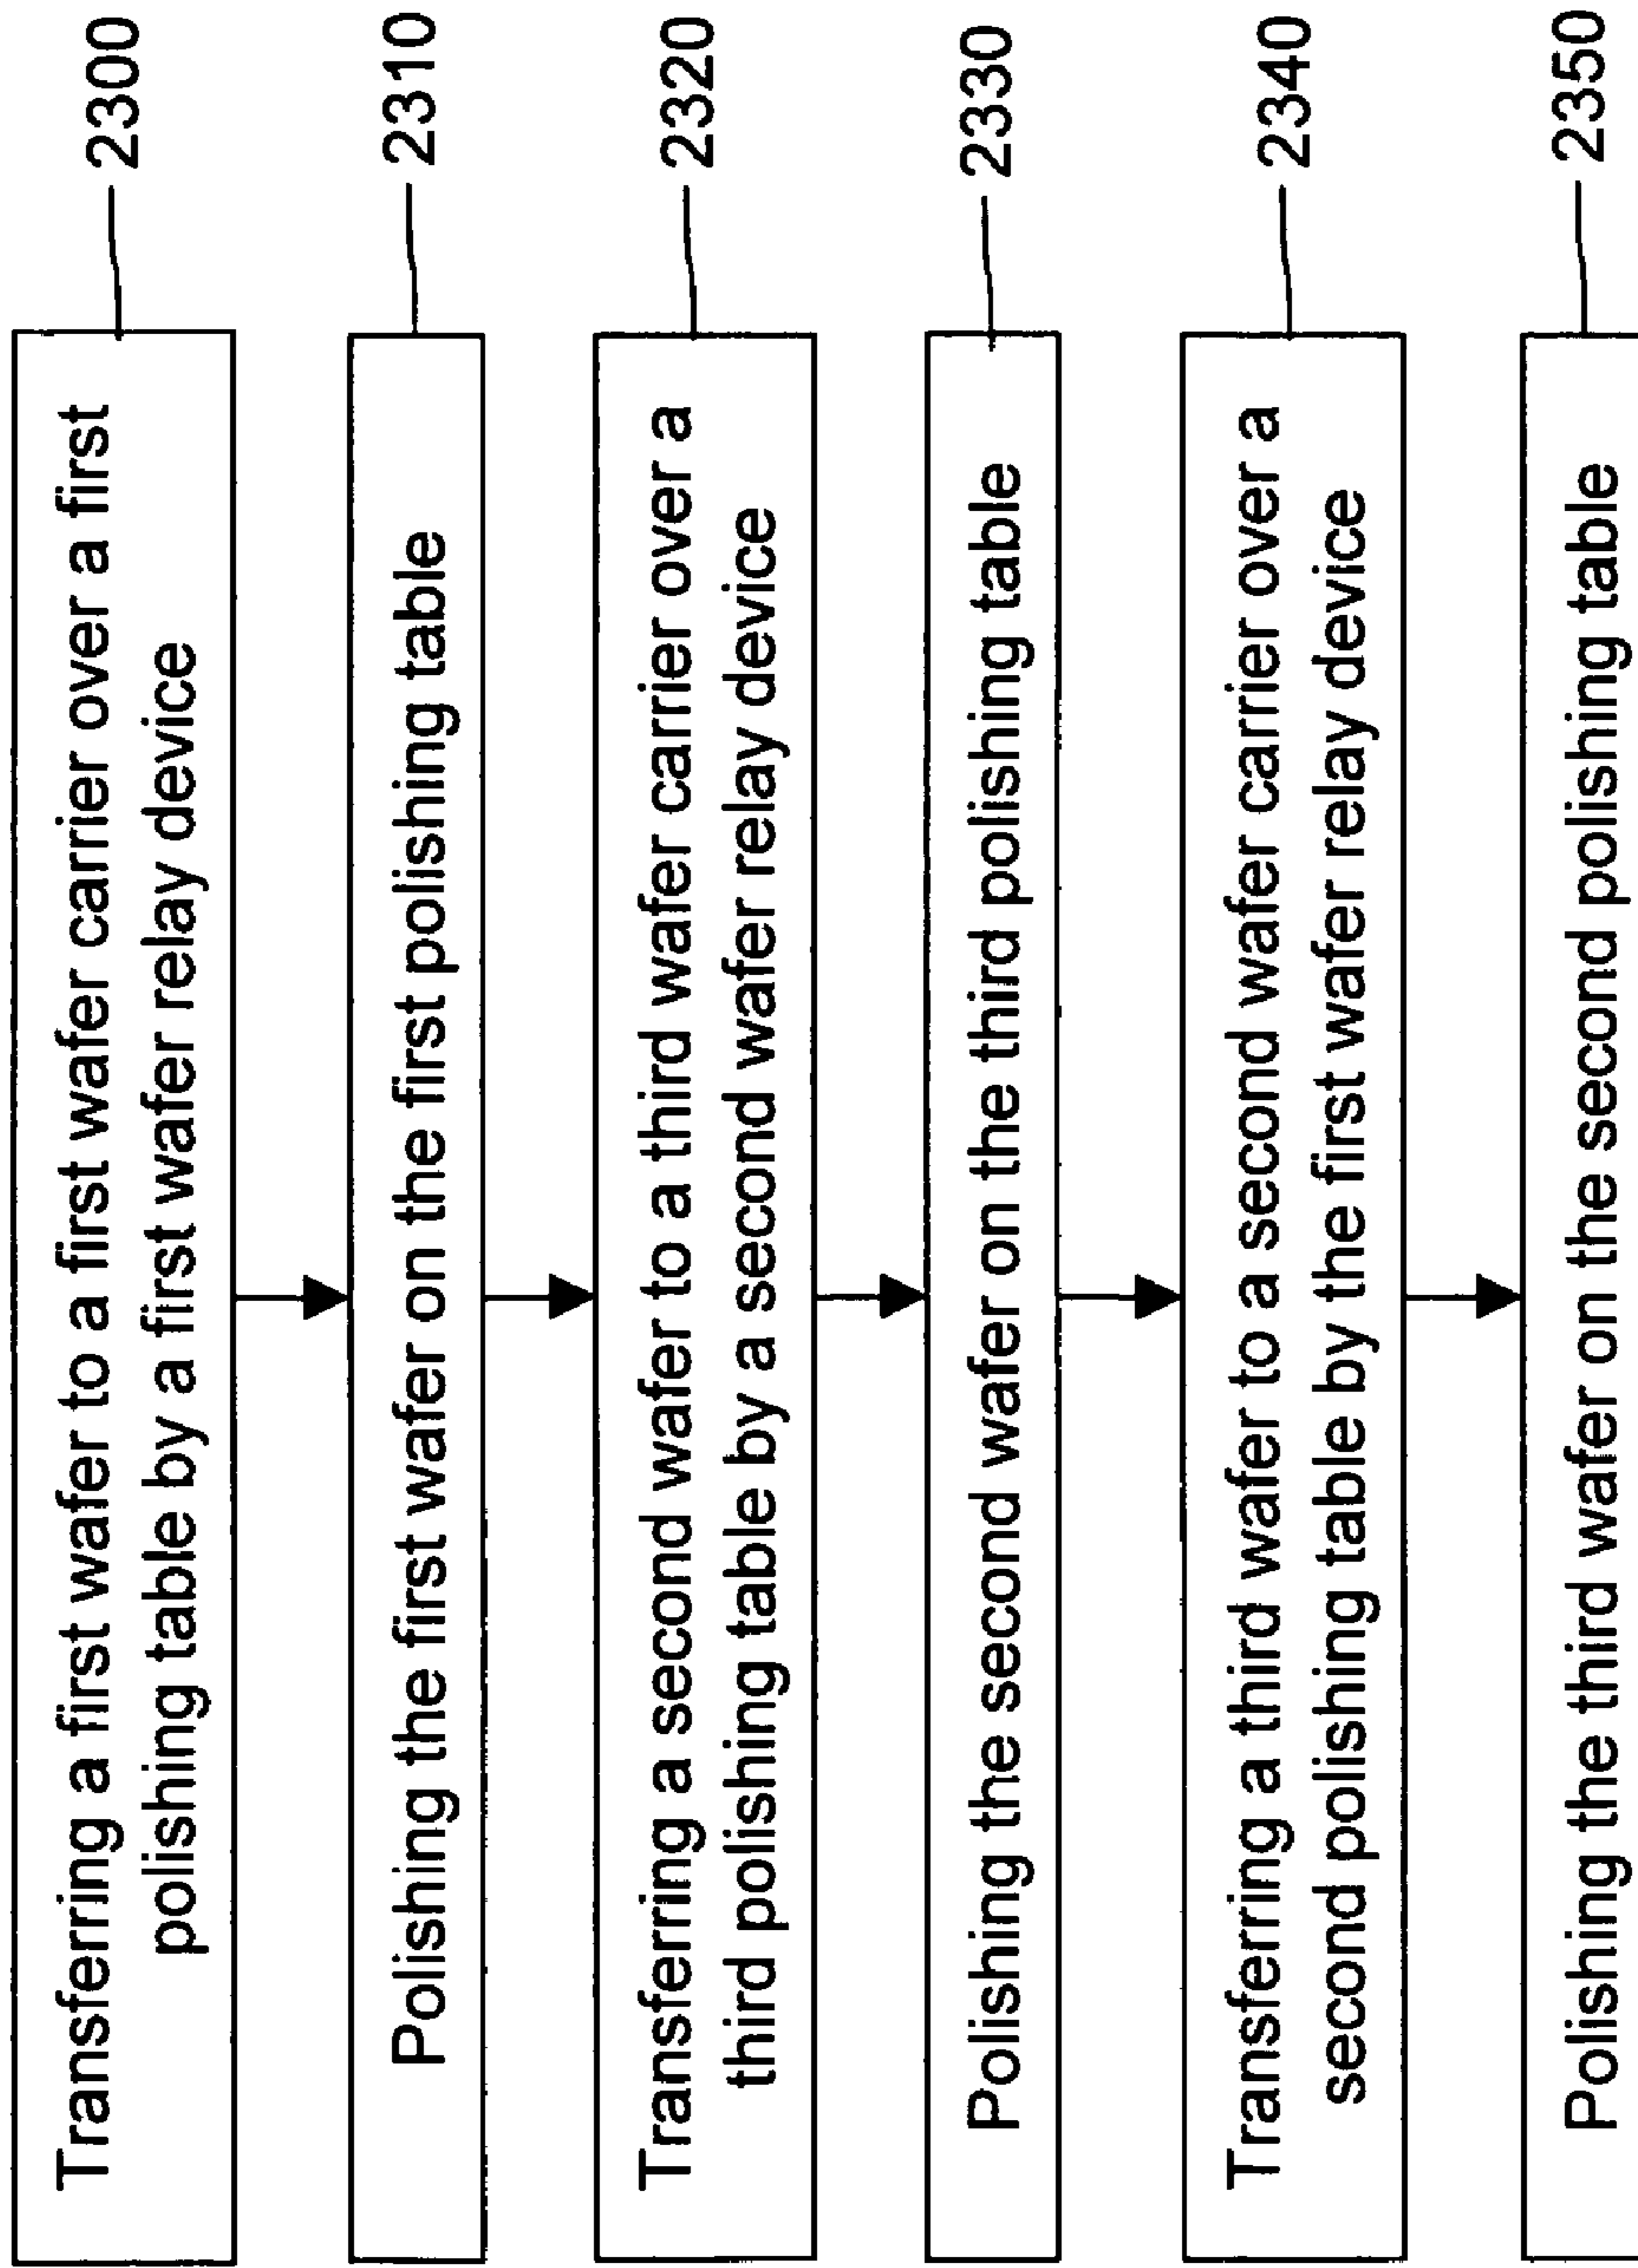 Transferring a first wafer to a first wafer carrier over a first
polishing table by a first wafer relay device
2300
Polishing the first wafer on the first polishing table
2310
Transferring a second wafer to a third wafer carrier over a
third polishing table by a second wafer relay device
2320
Polishing the second wafer on the third polishing table
2330
Transferring a third wafer to a second wafer carrier over a
second polishing table by the first wafer relay device
2340
Polishing the third wafer on the second polishing table
2350